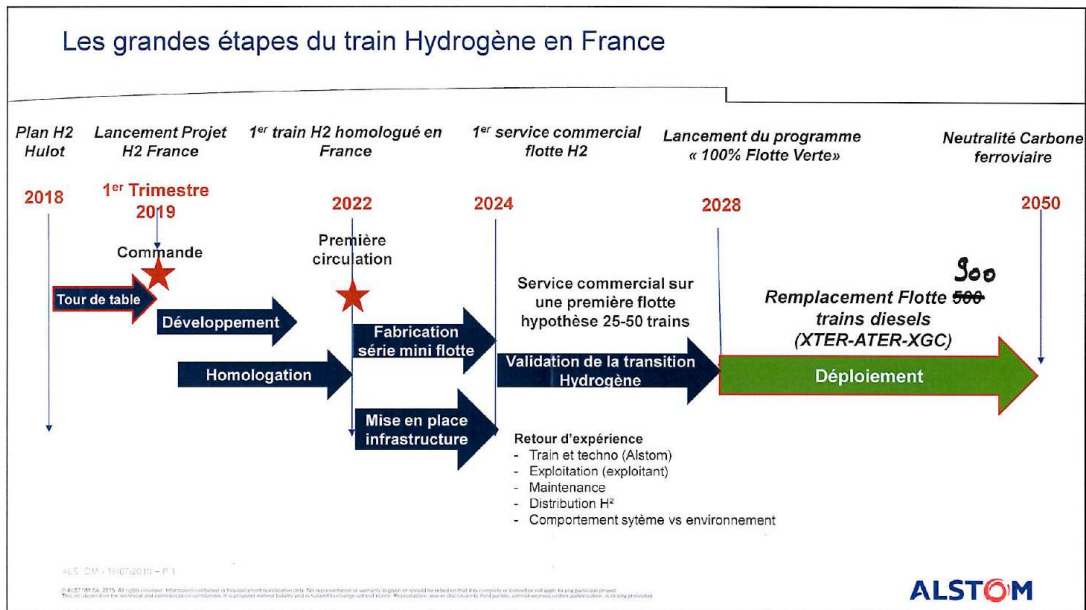 Les grandes étapes du train Hydrogène en France
Plan H2
Hulot
Lancement Projet
H2 France
1er train H2 homologué en
France
1er service commercial
flotte H2
Lancement du programme
« 100% Flotte Verte»
Neutralité Carbone
ferroviaire
2018
1er Trimestre
2019
2022
2024
2028
2050
Commande
Première
circulation
Tour de table
Développement
Homologation
Fabrication
série mini flotte
Mise en place
infrastructure
Service commercial sur
une première flotte
hypothèse 25-50 trains
Validation de la transition
Hydrogène
900
Remplacement Flotte 500
trains diesels
(XTER-ATER-XGC)
Déploiement
Retour d'expérience
- Train et techno (Alstom)
- Exploitation (exploitant)
- Maintenance
- Distribution H²
- Comportement sytème vs environnement
ALSTOM